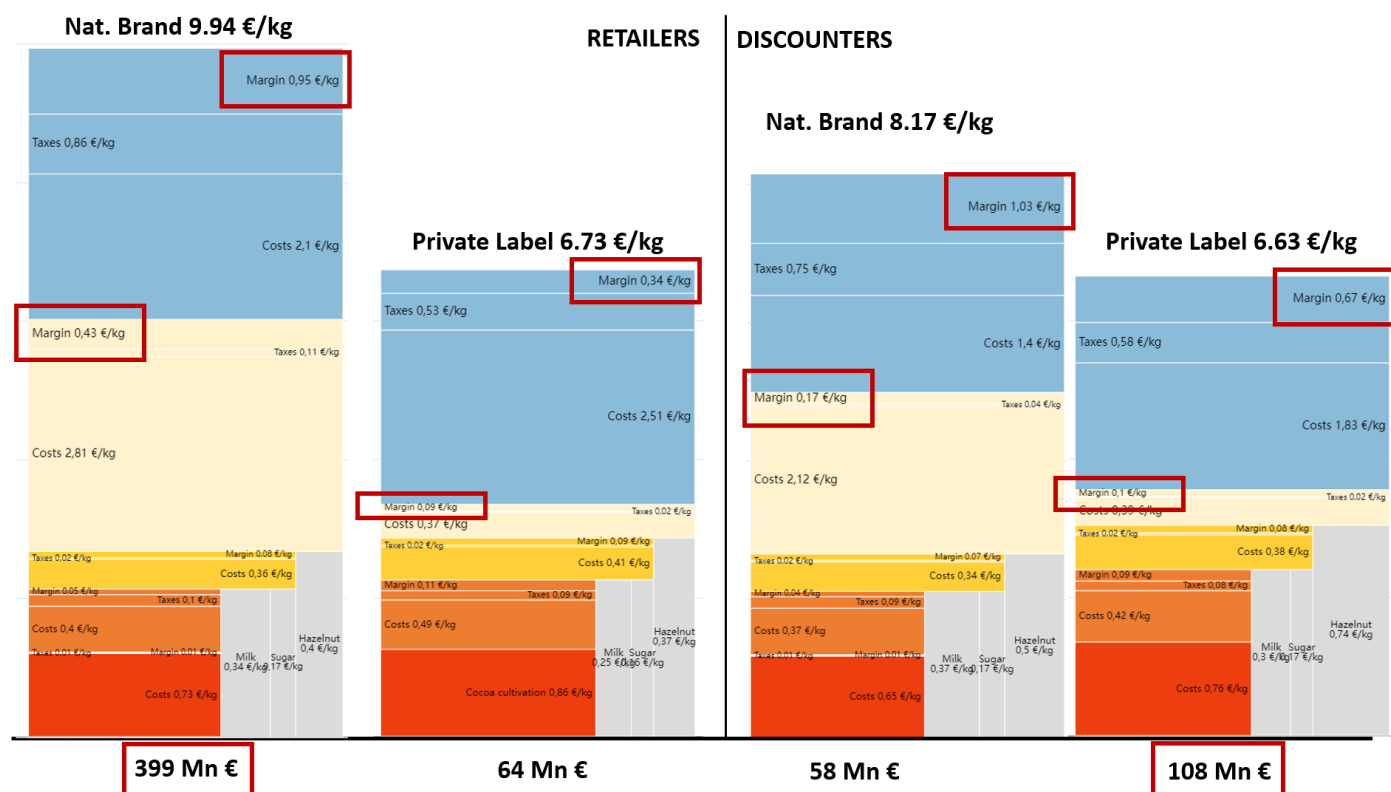 Nat. Brand 9.94 €/kg
RETAILERS
DISCOUNTERS
Margin 0,95 €/kg
Taxes 0,86 €/kg
Costs 2,1 €/kg
Margin 0,43 €/kg
Taxes 0,11 €/kg
Costs 2,81 €/kg
Taxes 0,02 €/kg
Margin 0,08 €/kg
Costs 0,36 €/kg
Margin 0,05 €/kg
Taxes 0,1 €/kg
Costs 0,4 €/kg
Taxes 0,01 €/kg
Margin 0,01 €/kg
Costs 0,73 €/kg
Milk
0,34 €/kg
Sugar
0,17 €/kg
Hazelnut
0,4 €/kg
399 Mn €
Private Label 6.73 €/kg
Margin 0,34 €/kg
Taxes 0,53 €/kg
Costs 2,51 €/kg
Margin 0,09 €/kg
Taxes 0,02 €/kg
Costs 0,37 €/kg
Taxes 0,02 €/kg
Margin 0,09 €/kg
Costs 0,41 €/kg
Margin 0,11 €/kg
Taxes 0,09 €/kg
Costs 0,49 €/kg
Cocoa cultivation 0,86 €/kg
Milk
0,25 €/kg
Sugar
0,16 €/kg
Hazelnut
0,37 €/kg
64 Mn €
Nat. Brand 8.17 €/kg
Margin 1,03 €/kg
Taxes 0,75 €/kg
Costs 1,4 €/kg
Margin 0,17 €/kg
Taxes 0,04 €/kg
Costs 2,12 €/kg
Taxes 0,02 €/kg
Margin 0,07 €/kg
Costs 0,34 €/kg
Margin 0,04 €/kg
Taxes 0,09 €/kg
Costs 0,37 €/kg
Taxes 0,01 €/kg
Margin 0,01 €/kg
Costs 0,65 €/kg
Milk
0,37 €/kg
Sugar
0,17 €/kg
Hazelnut
0,5 €/kg
58 Mn €
Private Label 6.63 €/kg
Margin 0,67 €/kg
Taxes 0,58 €/kg
Costs 1,83 €/kg
Margin 0,1 €/kg
Taxes 0,02 €/kg
Costs 0,39 €/kg
Taxes 0,02 €/kg
Margin 0,08 €/kg
Costs 0,38 €/kg
Margin 0,09 €/kg
Taxes 0,08 €/kg
Costs 0,42 €/kg
Costs 0,76 €/kg
Milk
0,3 €/kg
Sugar
0,17 €/kg
Hazelnut
0,74 €/kg
108 Mn €